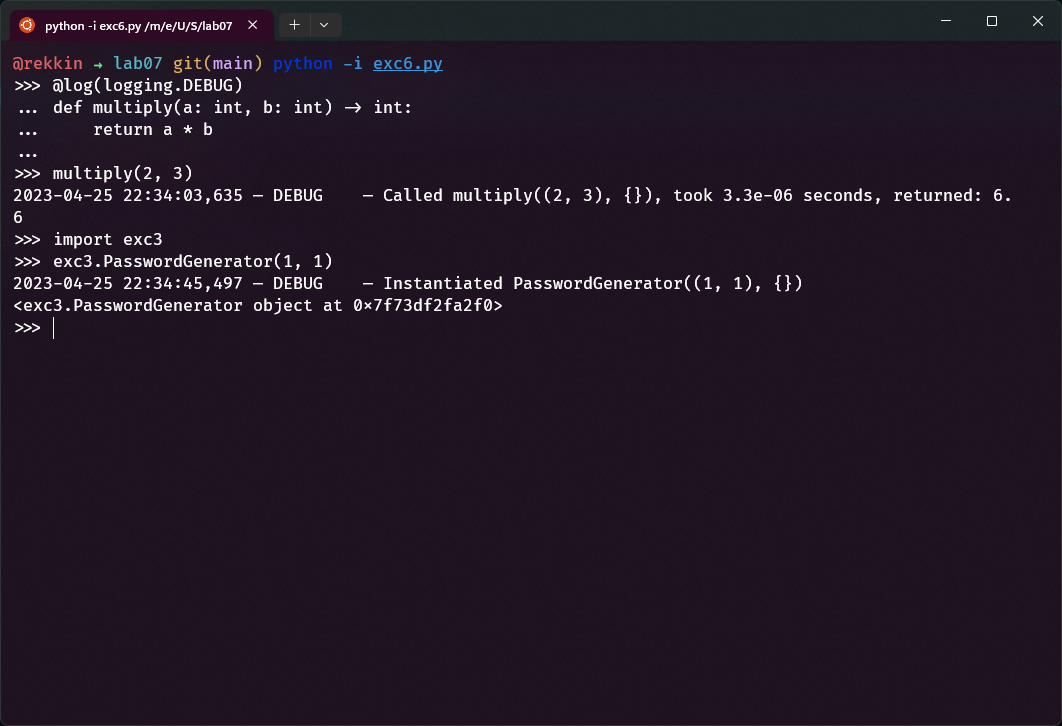 python -i exc6.py /m/e/U/S/lab07
@rekkin → lab07 git(main) python -i exc6.py
>>> @log(logging.DEBUG)
... def multiply(a: int, b: int) -> int:
...     return a * b
...
>>> multiply(2, 3)
2023-04-25 22:34:03,635 — DEBUG    — Called multiply((2, 3), {}), took 3.3e-06 seconds, returned: 6.
6
>>> import exc3
>>> exc3.PasswordGenerator(1, 1)
2023-04-25 22:34:45,497 — DEBUG    — Instantiated PasswordGenerator((1, 1), {})
<exc3.PasswordGenerator object at 0x7f73df2fa2f0>
>>>